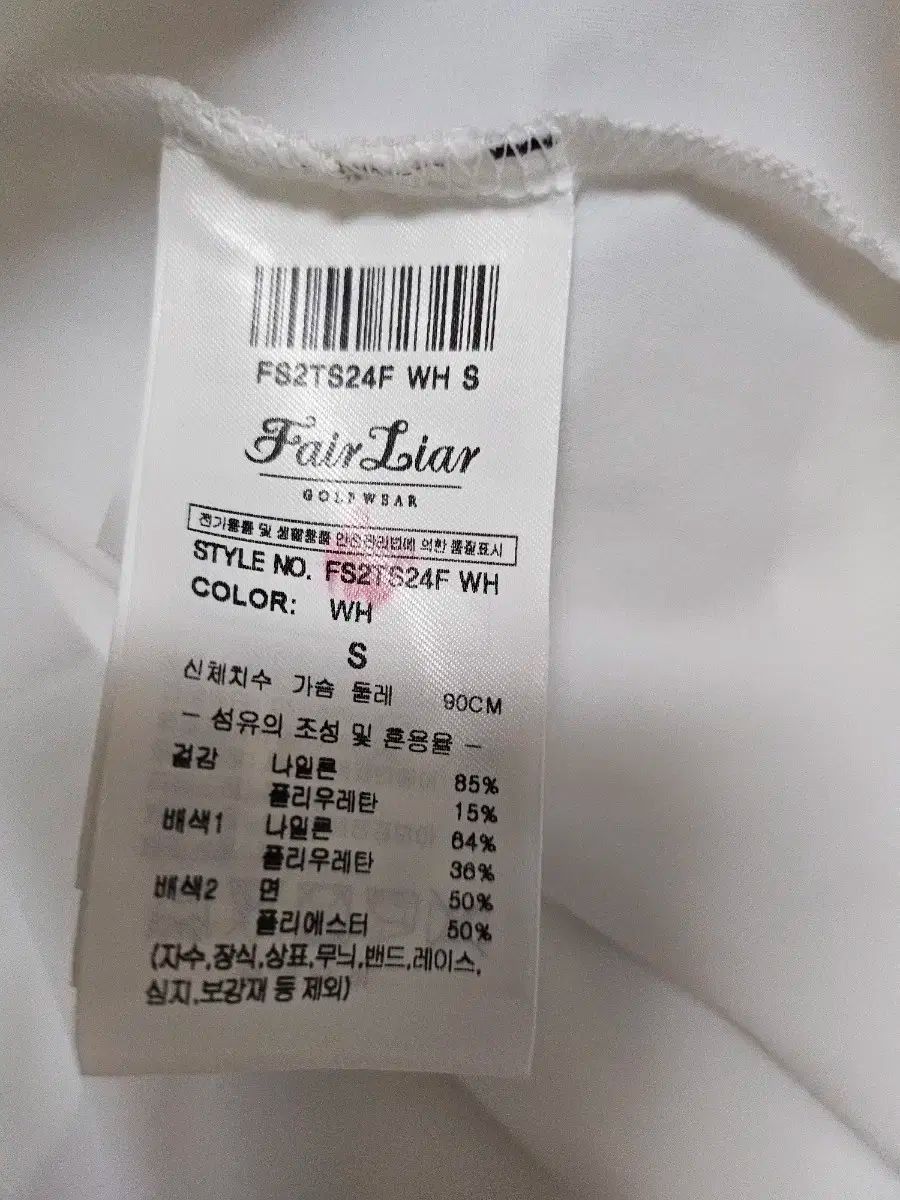 FS2TS24F WH S
Fair Liar
GOLF WEAR
전기용품 및 생활용품 안전관리법에 의한 품질표시
STYLE NO. FS2TS24F WH
COLOR: WH
S
신체치수 가슴 둘레 90CM
- 섬유의 조성 및 혼용율 -
겉감 나일론 85%
폴리우레탄 15%
배색1 나일론 64%
폴리우레탄 36%
배색2 면 50%
폴리에스터 50%
(자수,장식,상표,무늬,밴드,레이스,
심지,보강재 등 제외)